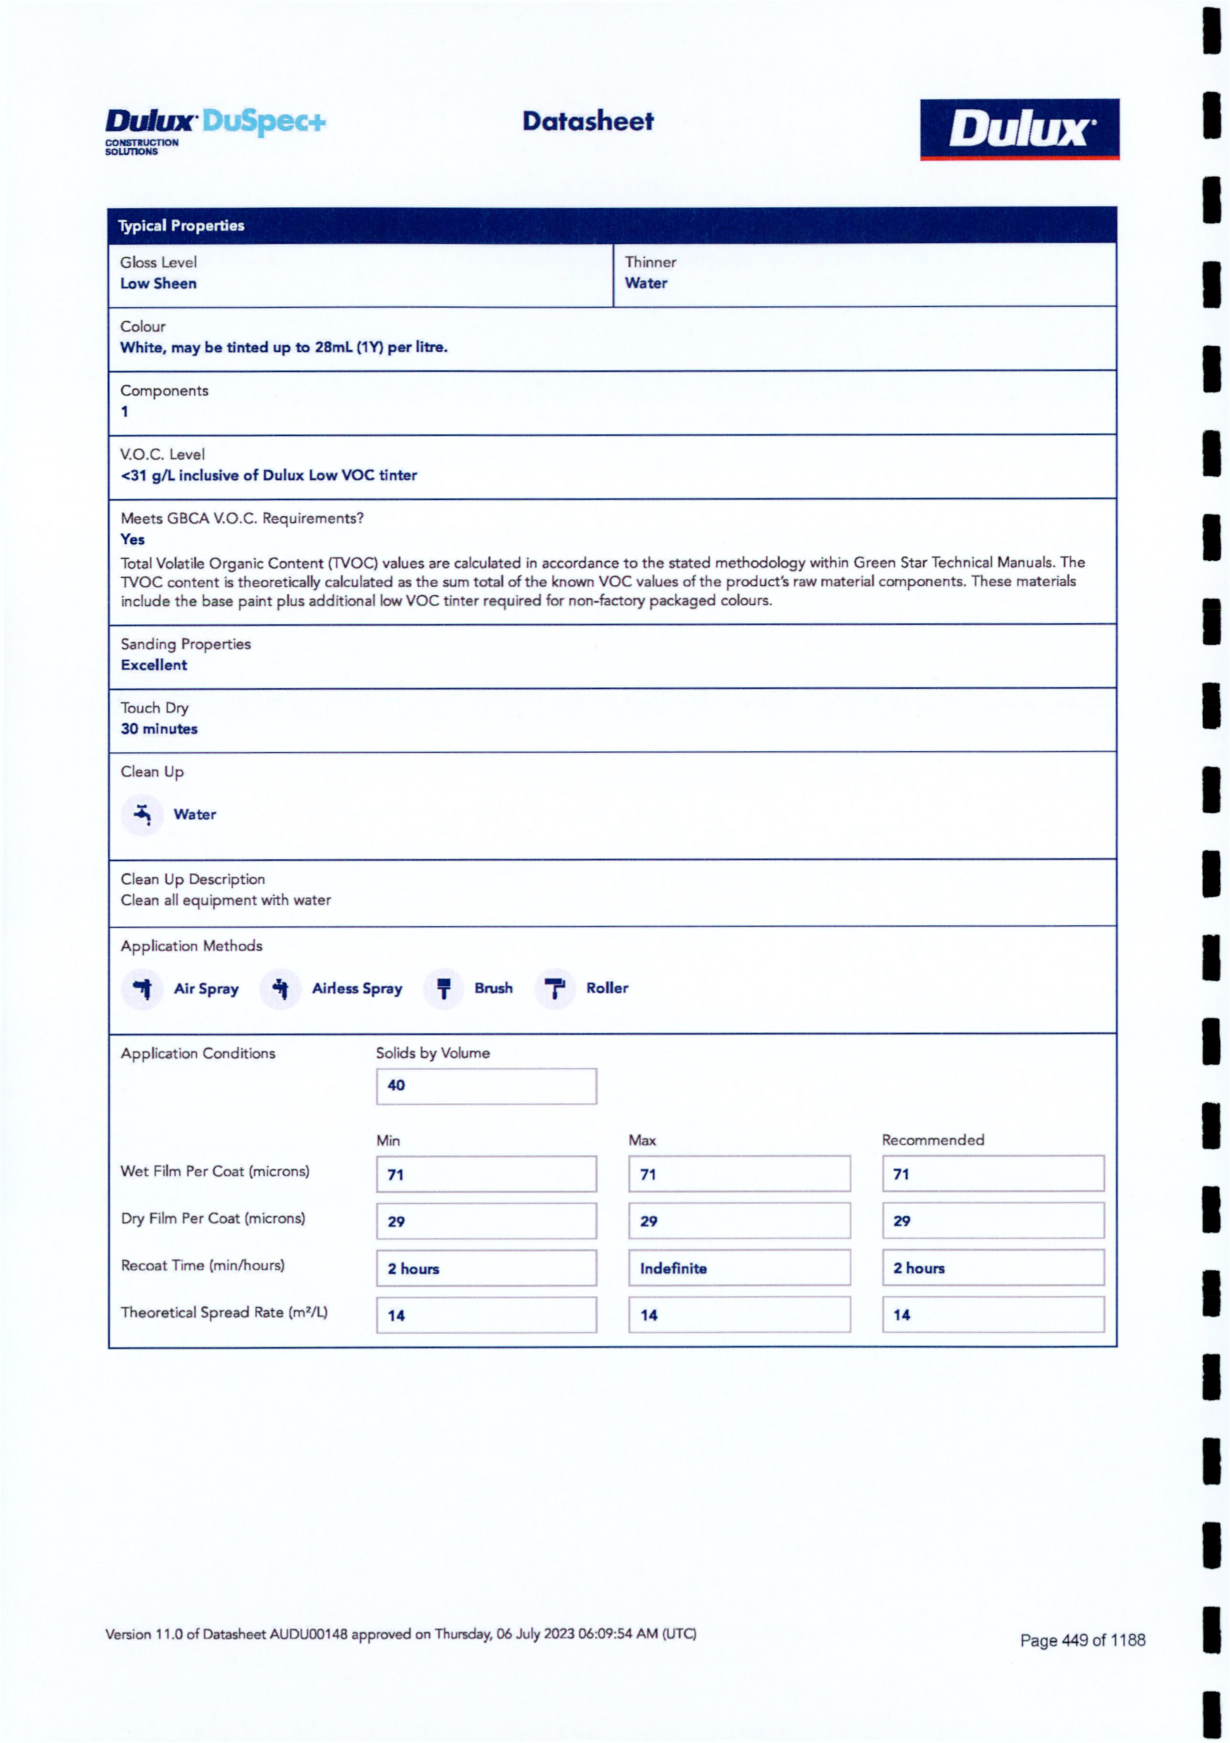 Dulux DuSpec+
CONSTRUCTION
SOLUTIONS
Datasheet
Dulux
Typical Properties
Gloss Level
Low Sheen
Thinner
Water
Colour
White, may be tinted up to 28mL (1Y) per litre.
Components
1
V.O.C. Level
<31 g/L inclusive of Dulux Low VOC tinter
Meets GBCA V.O.C. Requirements?
Yes
Total Volatile Organic Content (TVOC) values are calculated in accordance to the stated methodology within Green Star Technical Manuals. The
TVOC content is theoretically calculated as the sum total of the known VOC values of the product's raw material components. These materials
include the base paint plus additional low VOC tinter required for non-factory packaged colours.
Sanding Properties
Excellent
Touch Dry
30 minutes
Clean Up
Water
Clean Up Description
Clean all equipment with water
Application Methods
Air Spray Airless Spray Brush Roller
Application Conditions
Solids by Volume
40
Min Max Recommended
Wet Film Per Coat (microns) 71 71 71
Dry Film Per Coat (microns) 29 29 29
Recoat Time (min/hours) 2 hours Indefinite 2 hours
Theoretical Spread Rate (m²/L) 14 14 14
Version 11.0 of Datasheet AUDU00148 approved on Thursday, 06 July 2023 06:09:54 AM (UTC)
Page 449 of 1188